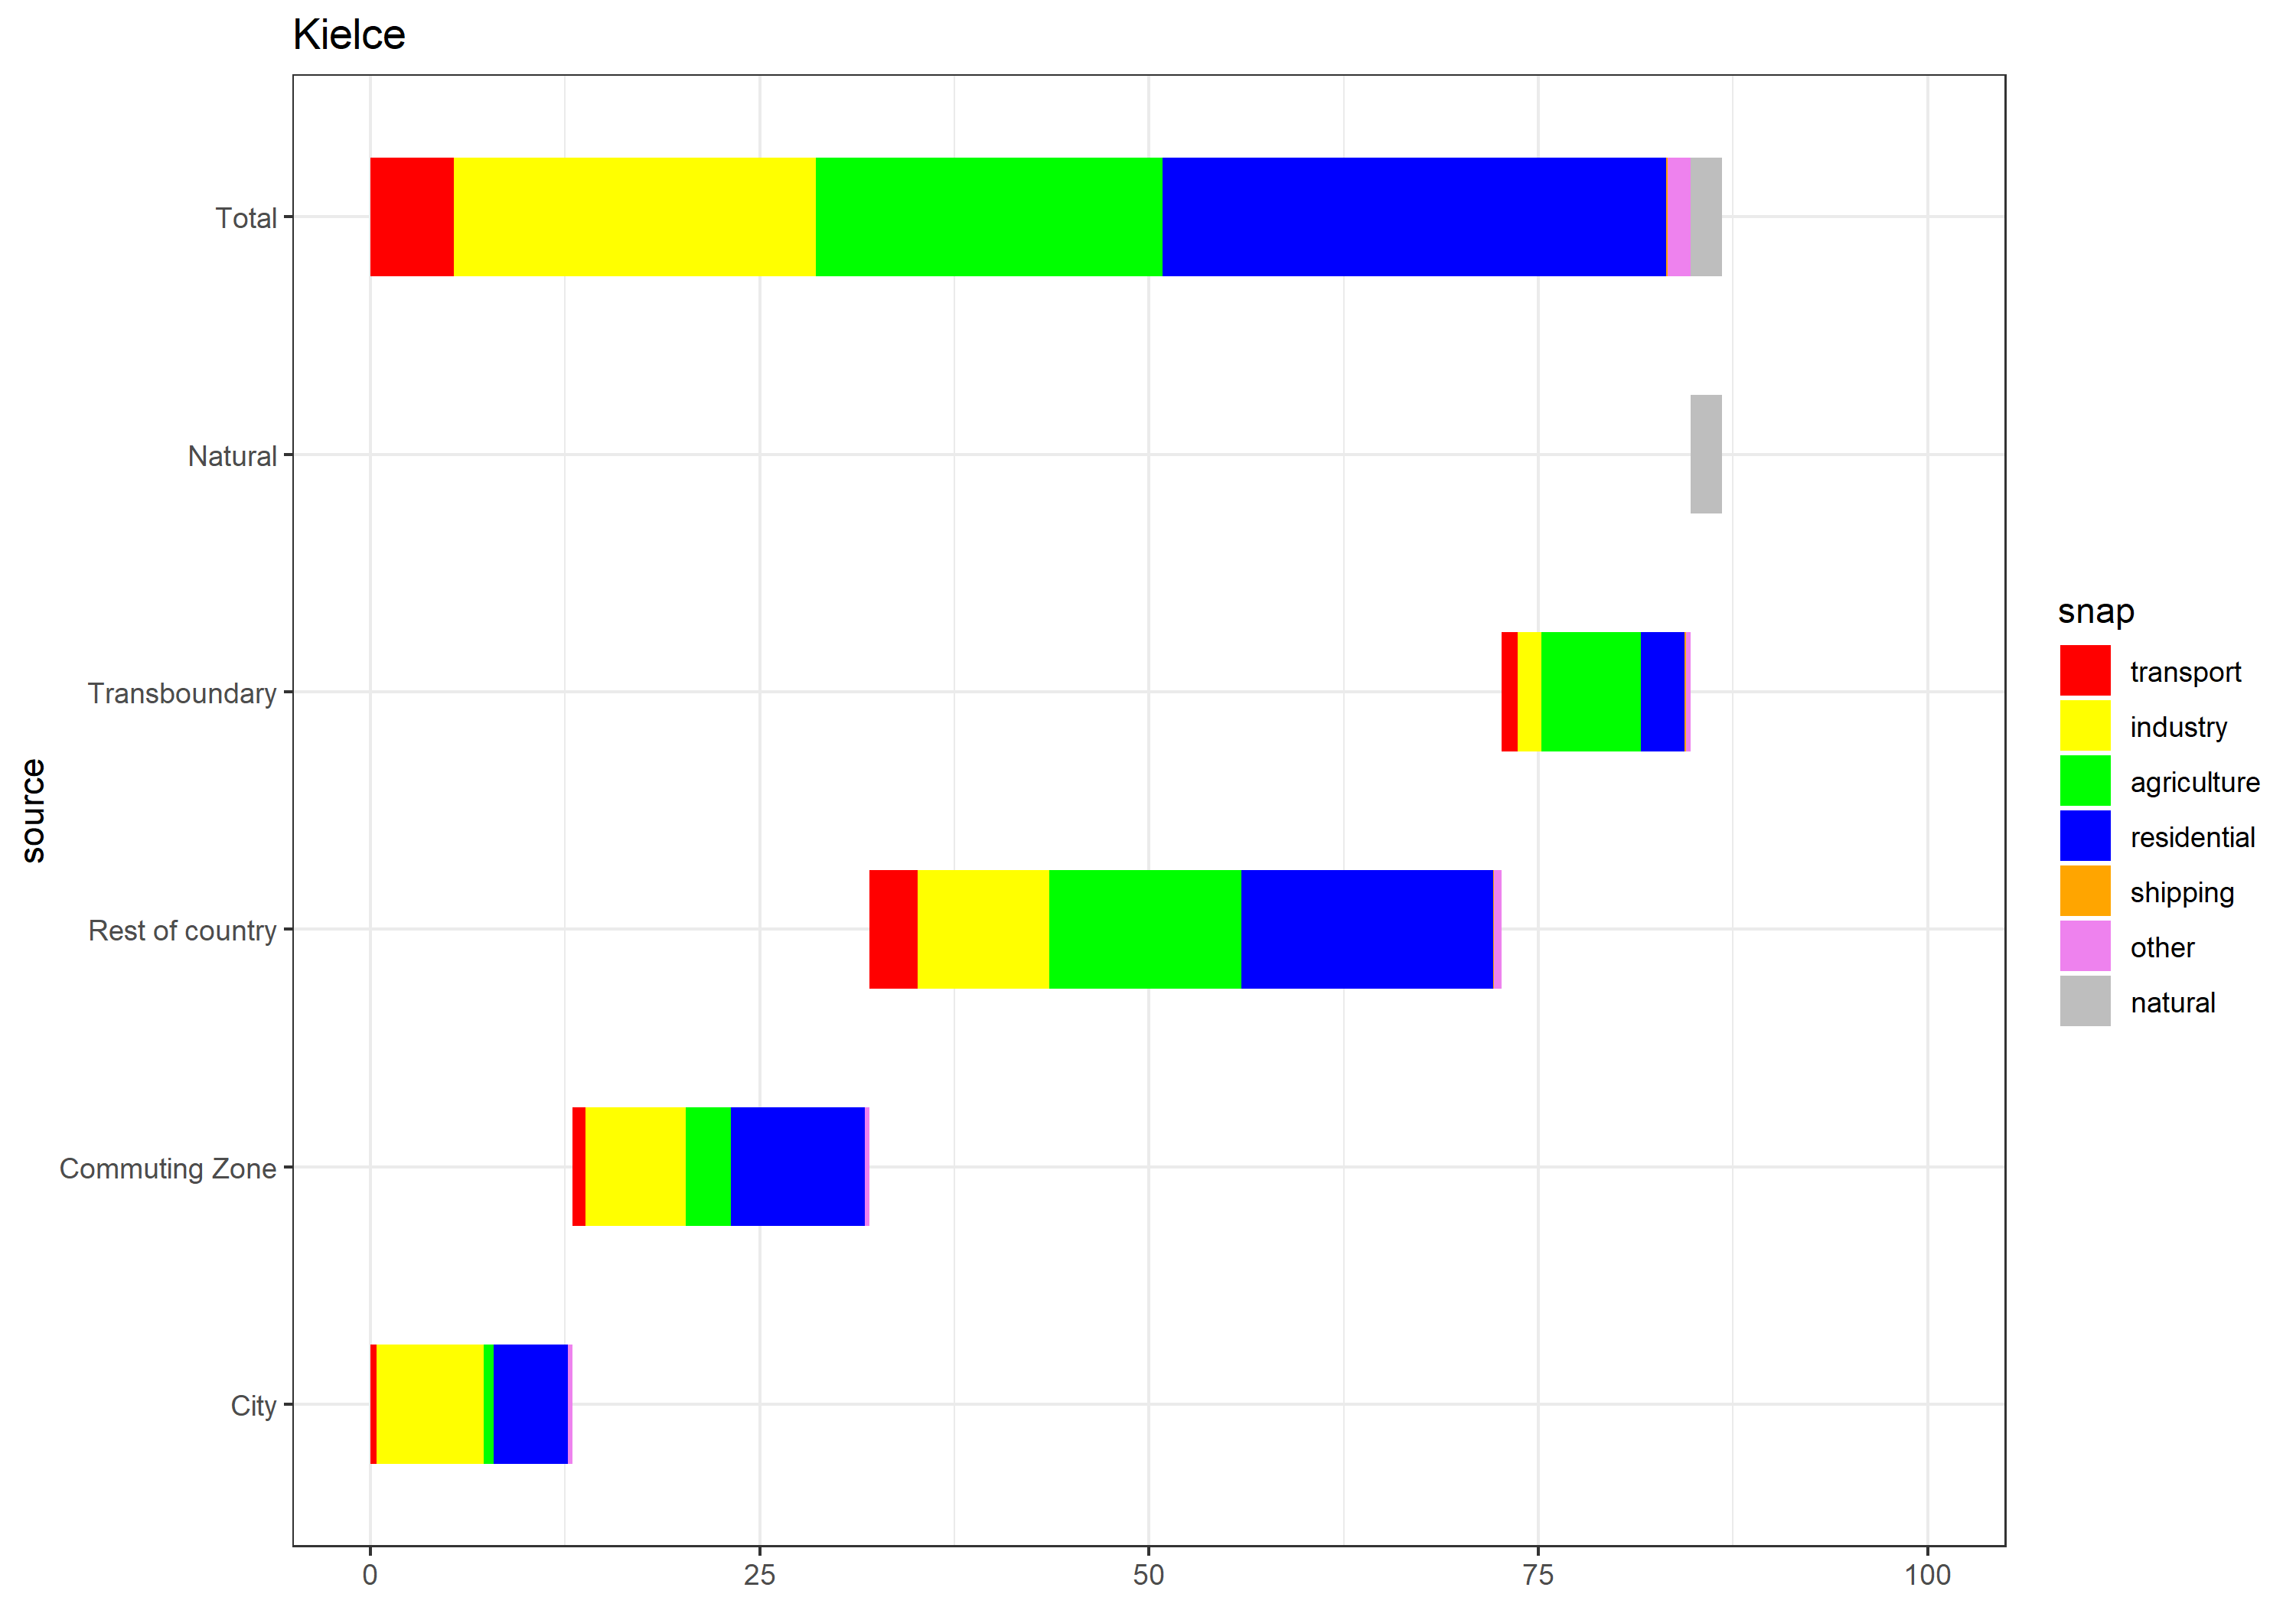 Kielce
Total
Natural
Transboundary
Rest of country
Commuting Zone
City
source
0 25 50 75 100
snap
transport
industry
agriculture
residential
shipping
other
natural